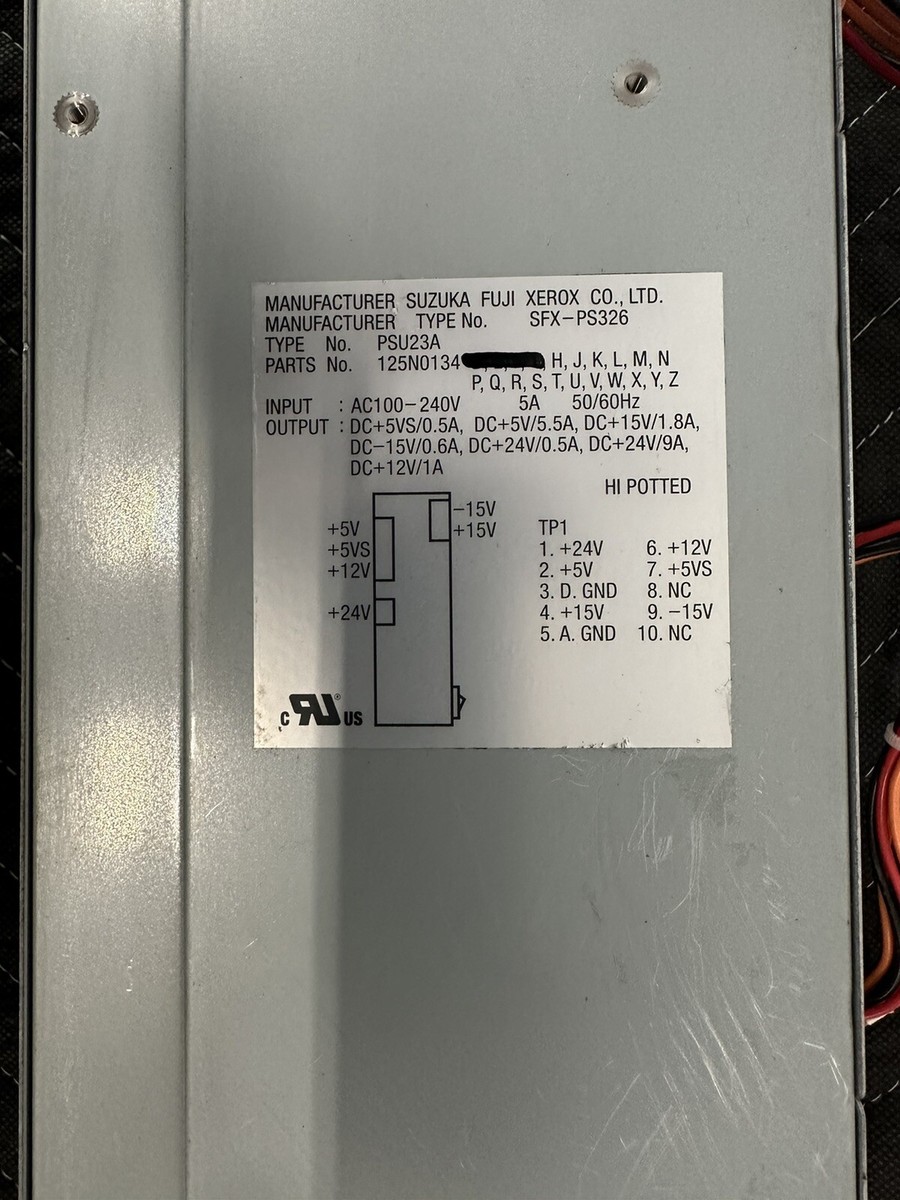 MANUFACTURER SUZUKA FUJI XEROX CO., LTD.
MANUFACTURER TYPE No. SFX-PS326
TYPE No. PSU23A
PARTS No. 125N0134 H, J, K, L, M, N
P, Q, R, S, T, U, V, W, X, Y, Z
INPUT : AC100-240V 5A 50/60Hz
OUTPUT : DC+5VS/0.5A, DC+5V/5.5A, DC+15V/1.8A,
DC-15V/0.6A, DC+24V/0.5A, DC+24V/9A,
DC+12V/1A
HI POTTED
-15V
+15V
+5V
+5VS
+12V
+24V
TP1
1. +24V 6. +12V
2. +5V 7. +5VS
3. D. GND 8. NC
4. +15V 9. -15V
5. A. GND 10. NC
c RU ® US